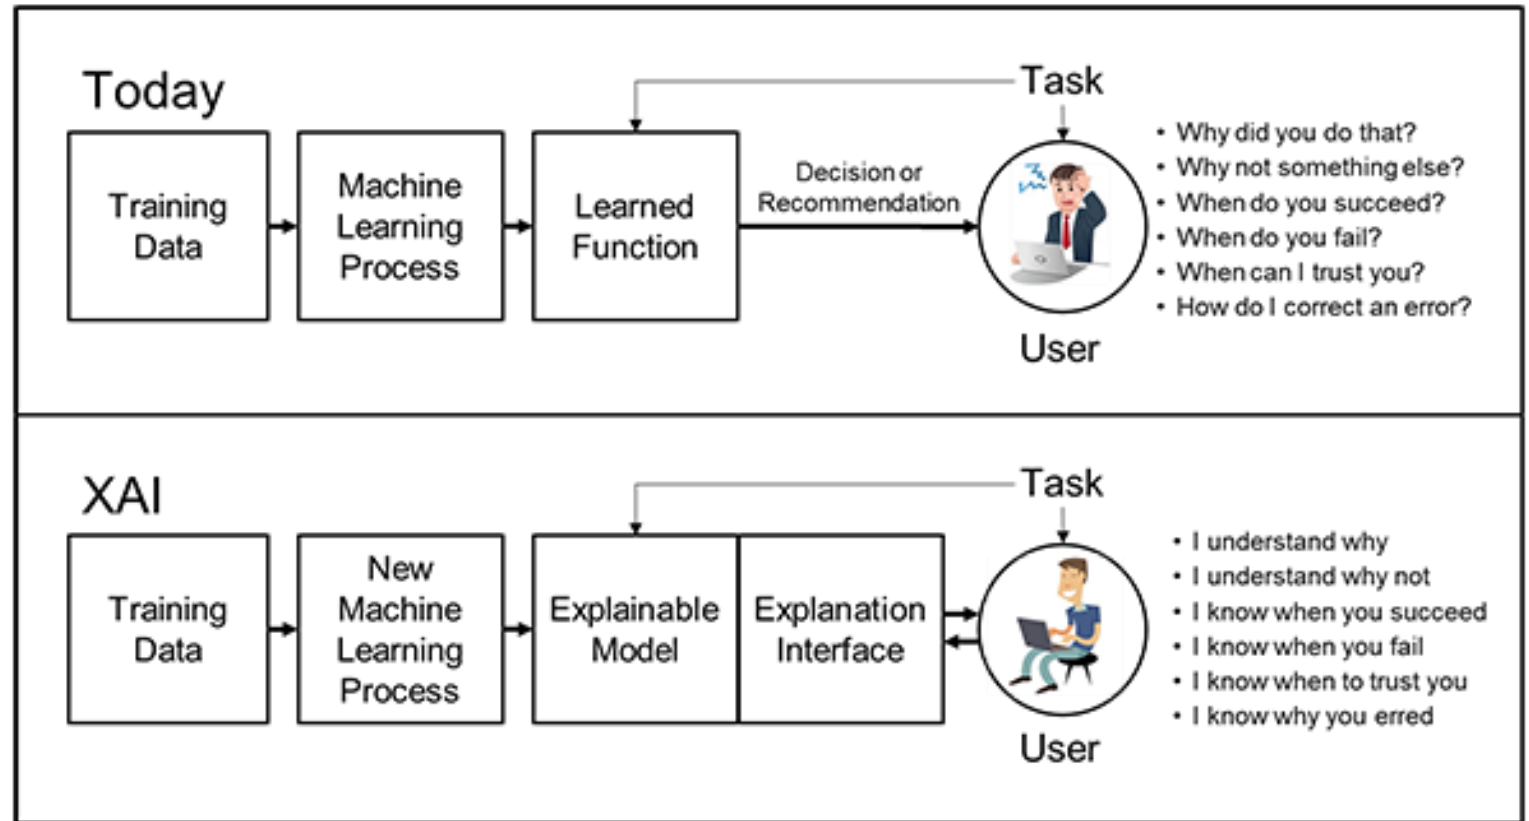 Today
Task
Training
Data
Machine
Learning
Process
Learned
Function
Decision or
Recommendation
User
• Why did you do that?
• Why not something else?
• When do you succeed?
• When do you fail?
• When can I trust you?
• How do I correct an error?
XAI
Task
Training
Data
New
Machine
Learning
Process
Explainable
Model
Explanation
Interface
User
• I understand why
• I understand why not
• I know when you succeed
• I know when you fail
• I know when to trust you
• I know why you erred